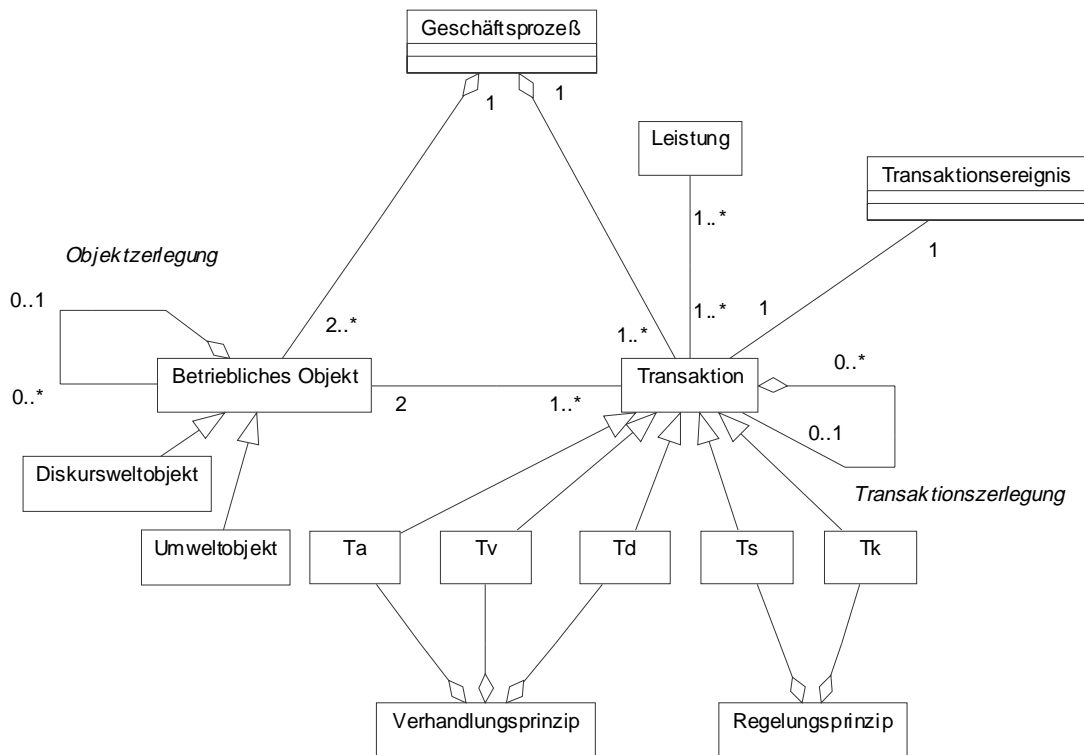 Geschäftsprozeß
1
1
Leistung
Transaktionsereignis
1..*
1
Objektzerlegung
0..1
2..*
1..*
1..*
1
0..*
Betriebliches Objekt
Transaktion
0..*
2
1..*
0..1
Diskursweltobjekt
Transaktionszerlegung
Umweltobjekt
Ta
Tv
Td
Ts
Tk
Verhandlungsprinzip
Regelungsprinzip